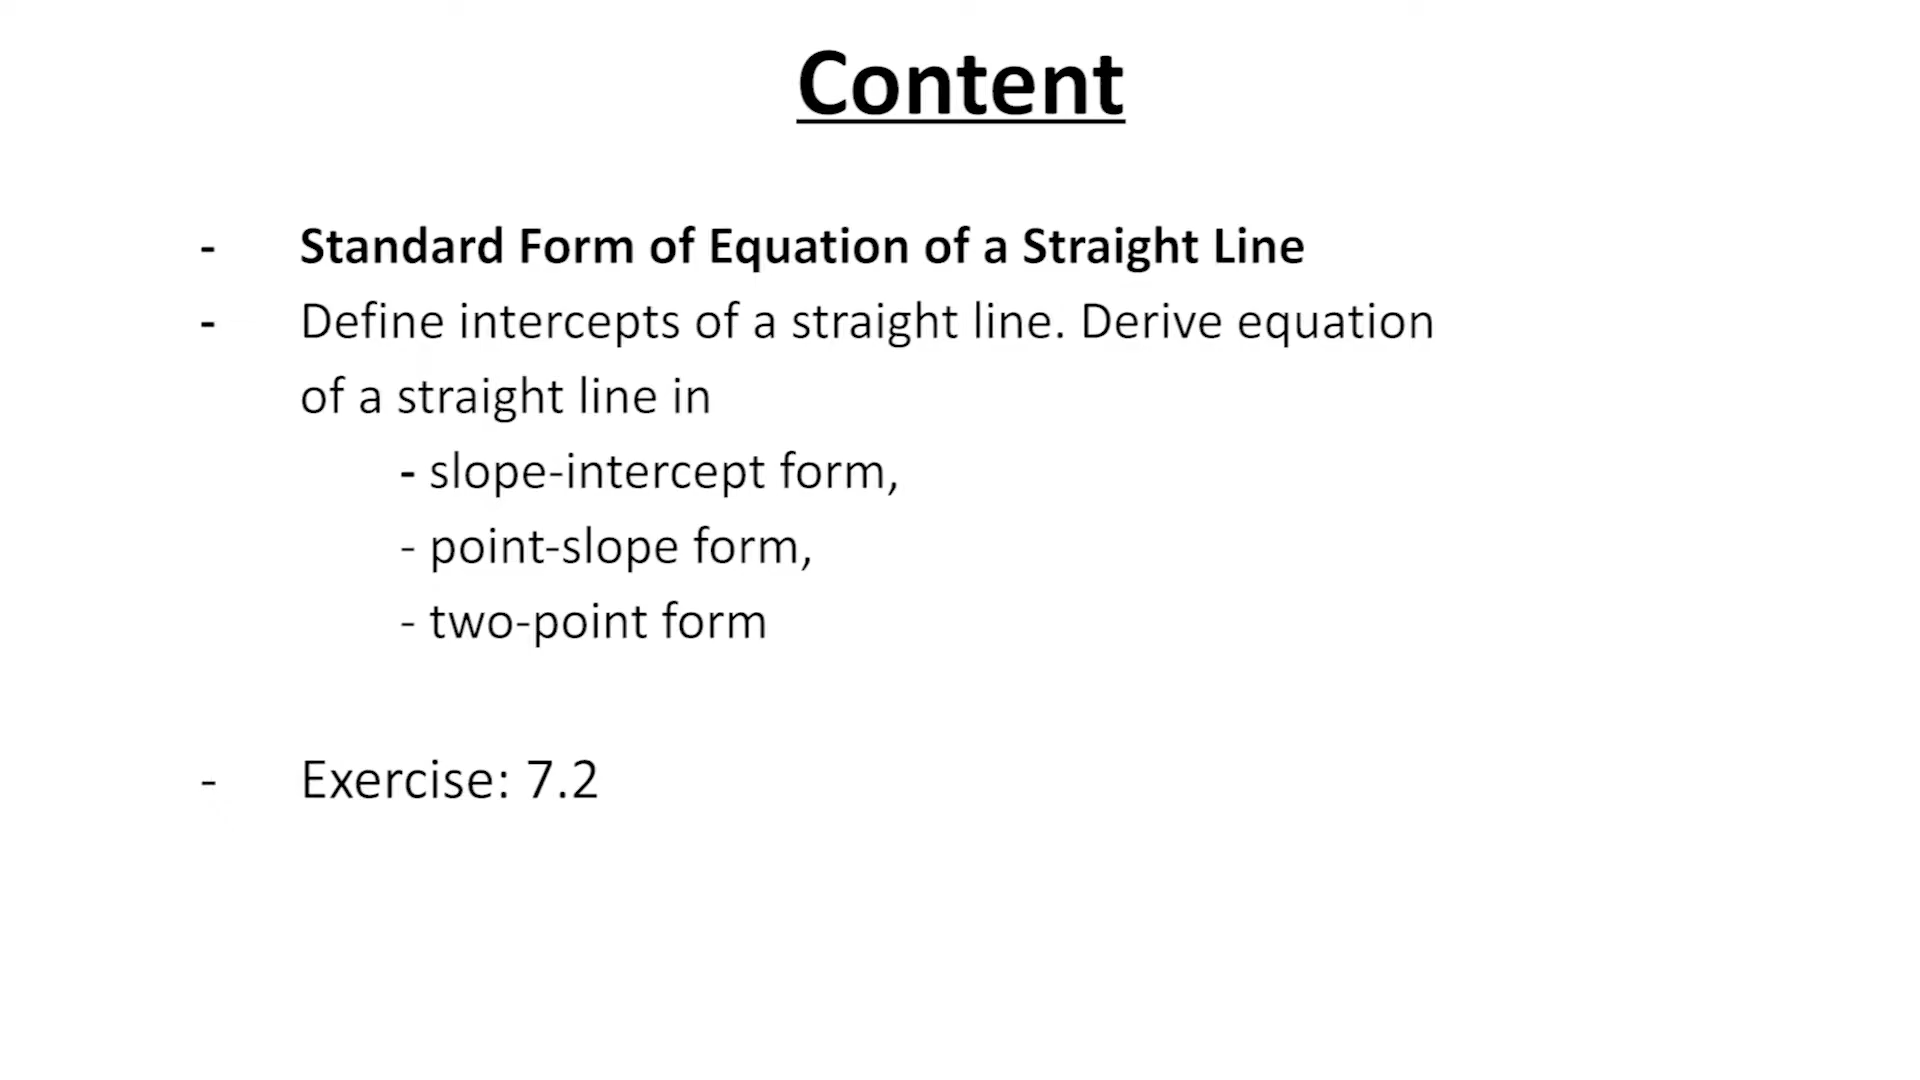 Content
- Standard Form of Equation of a Straight Line
- Define intercepts of a straight line. Derive equation
of a straight line in
- slope-intercept form,
- point-slope form,
- two-point form
- Exercise: 7.2